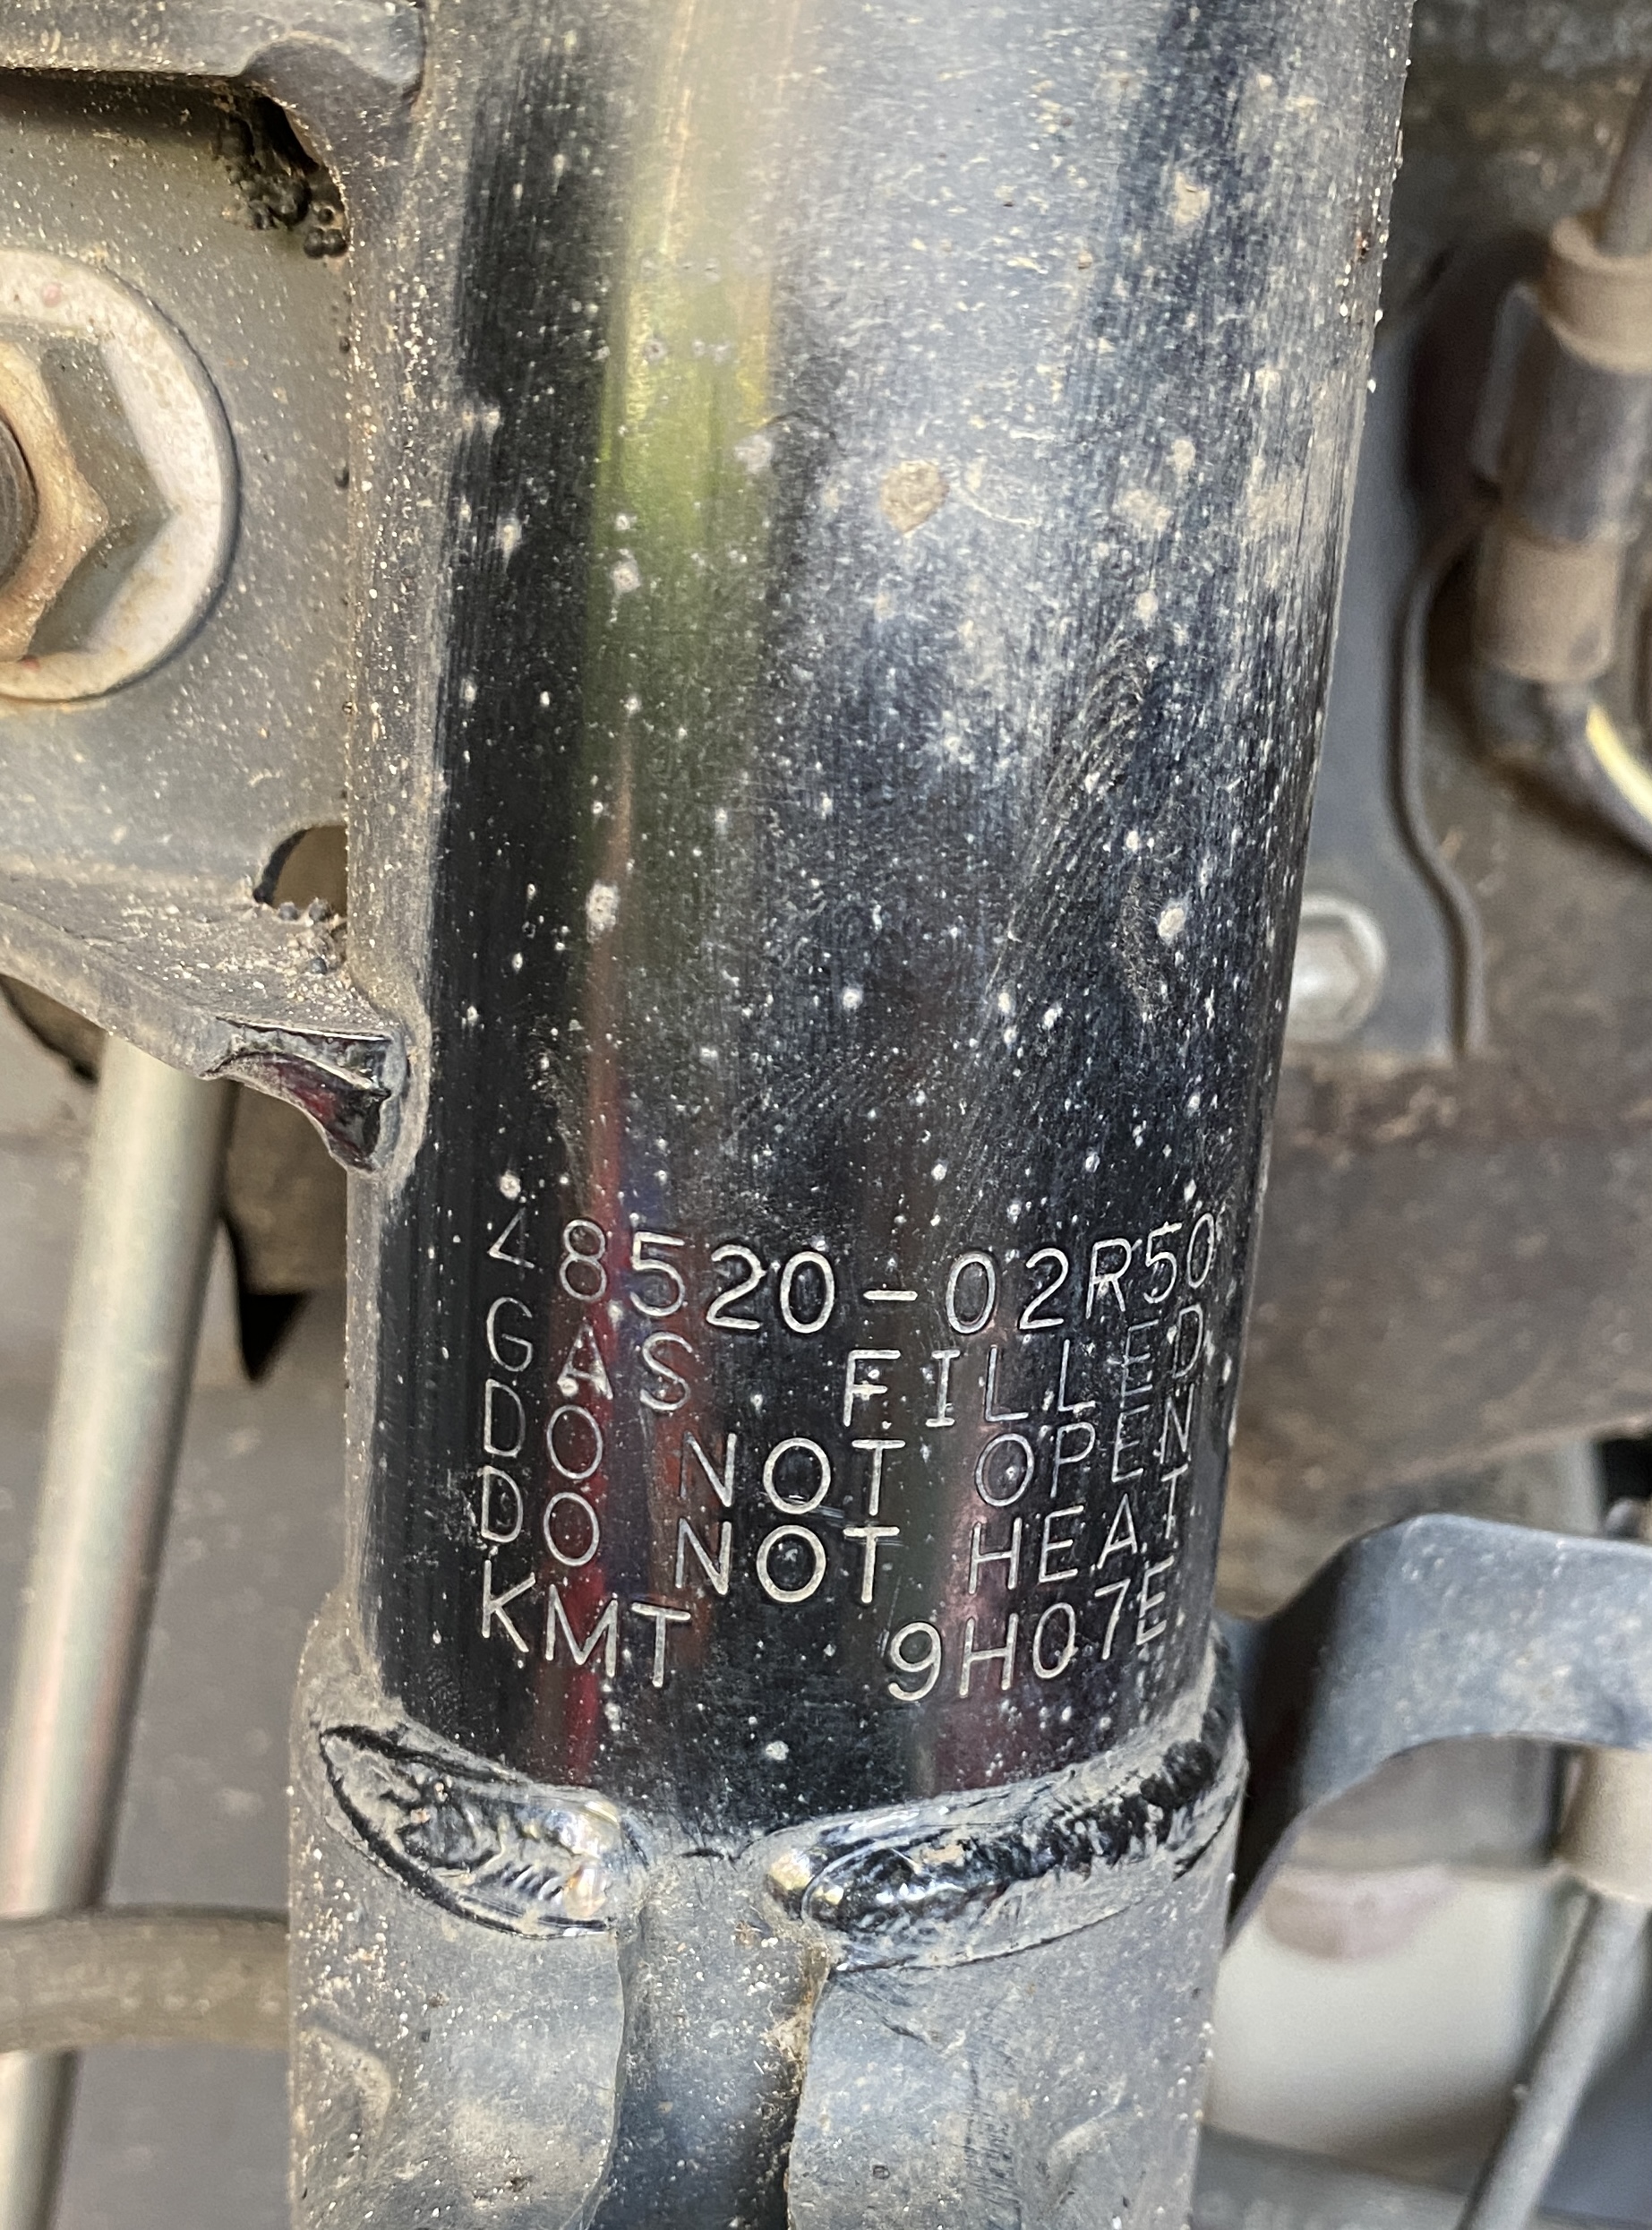 48520-02R50
GAS FILLED
DO NOT OPEN
DO NOT HEAT
KMT 9H07E